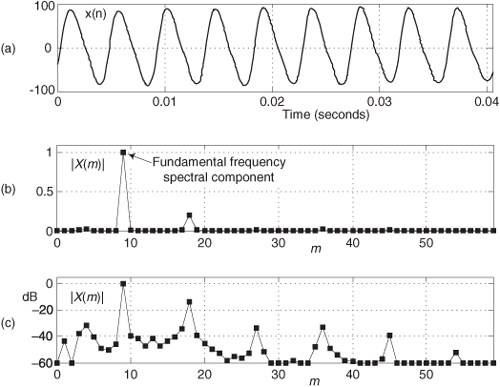 x(n)
100
0
-100
(a)
0 0.01 0.02 0.03 0.04
Time (seconds)
1
0.5
0
(b)
|X(m)|
Fundamental frequency
spectral component
0 10 20 30 40 50
m
dB
0
−20
−40
−60
(c)
|X(m)|
0 10 20 30 40 50
m